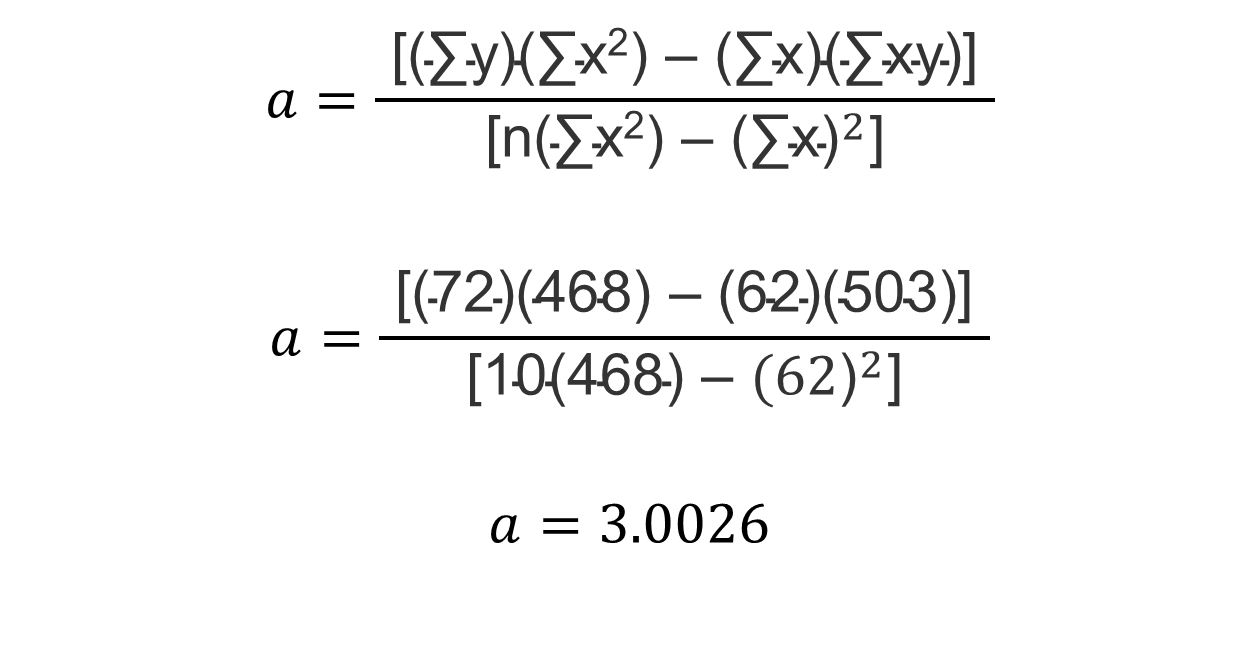 a = [(∑y)(∑x²) – (∑x)(∑xy)] / [n(∑x²) – (∑x)²]
a = [(72)(468) – (62)(503)] / [10(468) – (62)²]
a = 3.0026